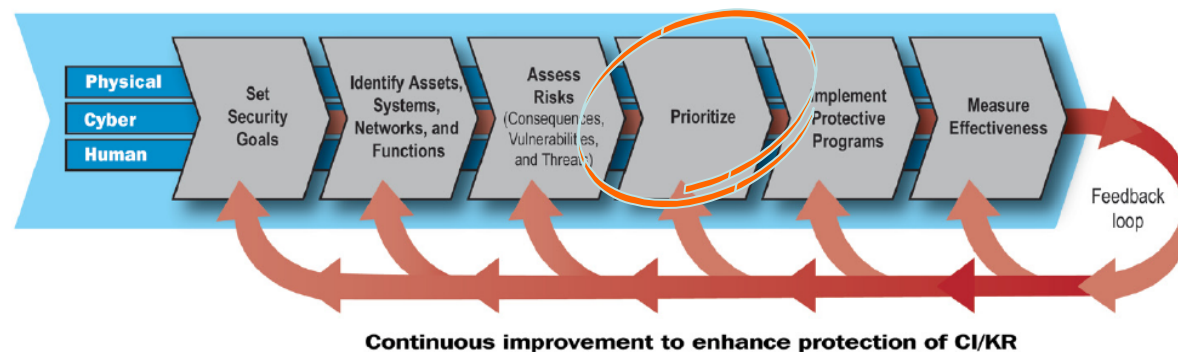 Physical
Cyber
Human
Set
Security
Goals
Identify Assets,
Systems,
Networks, and
Functions
Assess
Risks
(Consequences,
Vulnerabilities,
and Threats)
Prioritize
Implement
Protective
Programs
Measure
Effectiveness
Feedback
loop
Continuous improvement to enhance protection of CI/KR